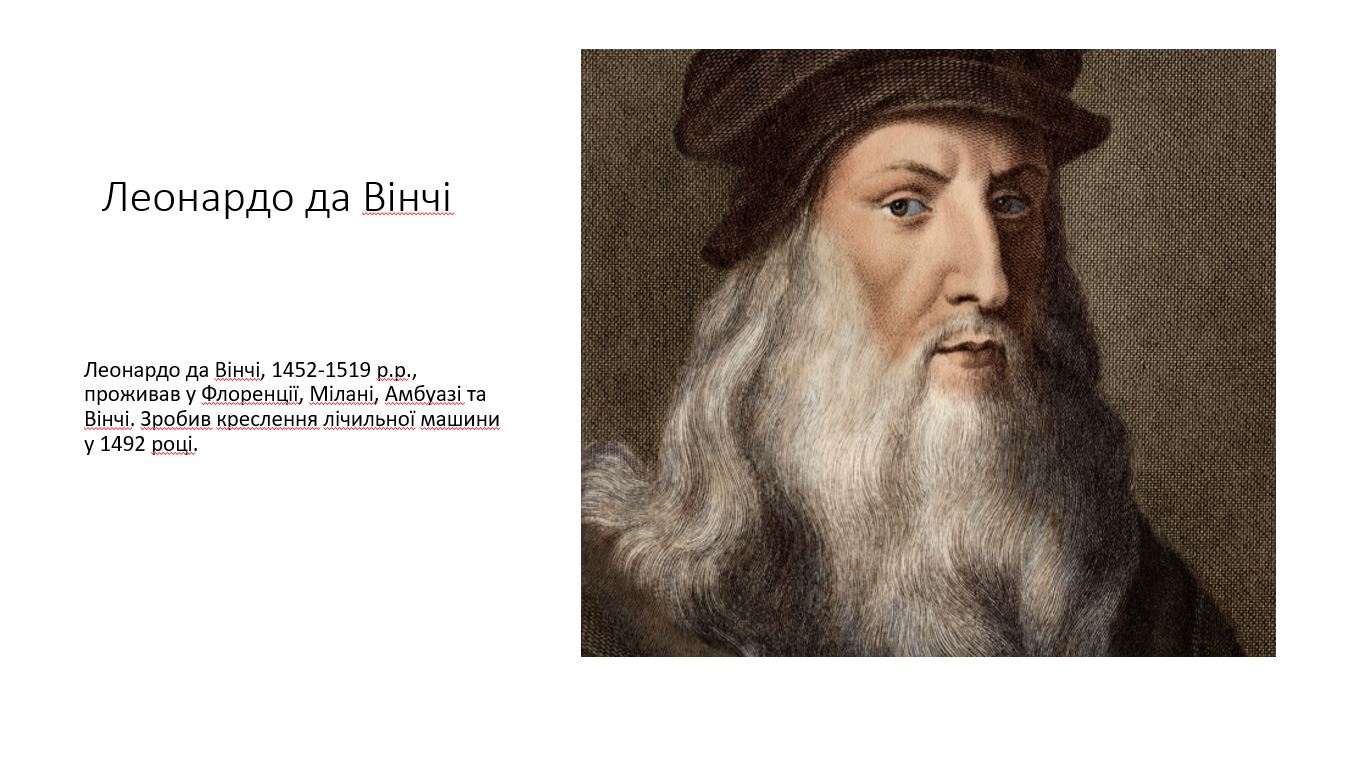 Леонардо да Вінчі
Леонардо да Вінчі, 1452-1519 р.р.,
проживав у Флоренції, Мілані, Амбуазі та
Вінчі. Зробив креслення лічильної машини
у 1492 році.